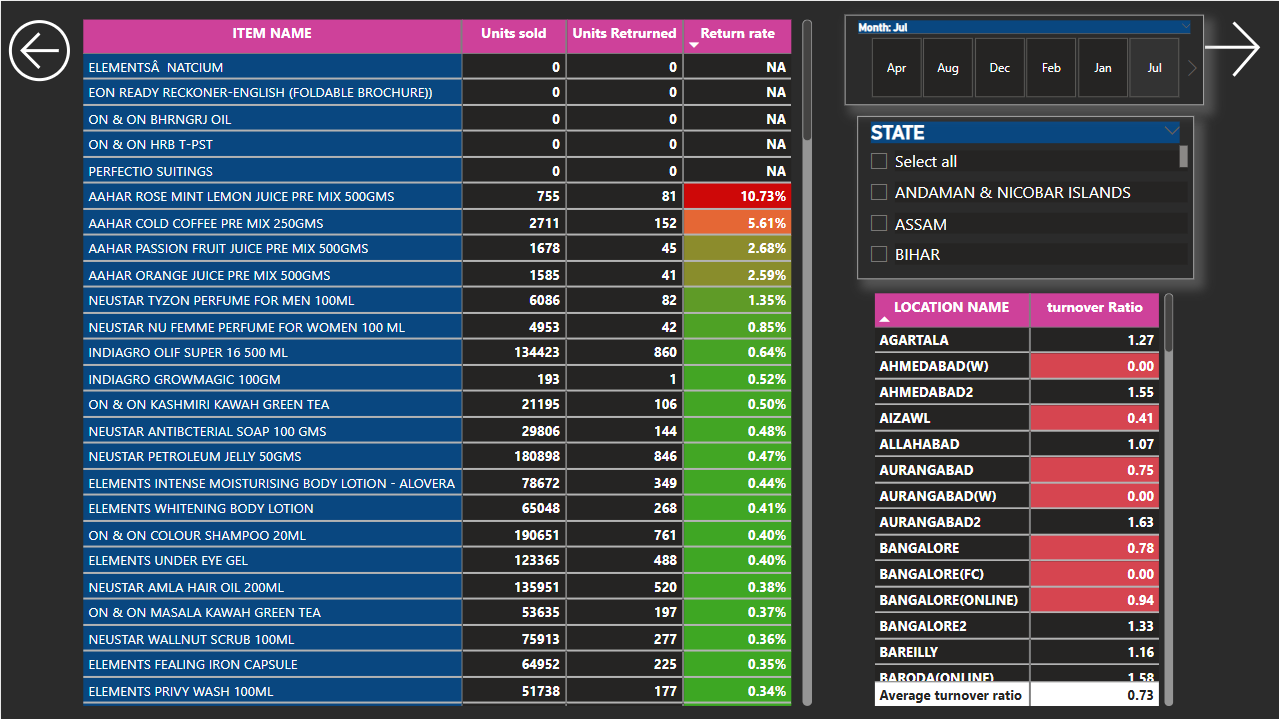 ITEM NAME Units sold Units Retrurned Return rate
ELEMENTSÂ NATCIUM 0 0 NA
EON READY RECKONER-ENGLISH (FOLDABLE BROCHURE)) 0 0 NA
ON & ON BHRNGRJ OIL 0 0 NA
ON & ON HRB T-PST 0 0 NA
PERFECTIO SUITINGS 0 0 NA
AAHAR ROSE MINT LEMON JUICE PRE MIX 500GMS 755 81 10.73%
AAHAR COLD COFFEE PRE MIX 250GMS 2711 152 5.61%
AAHAR PASSION FRUIT JUICE PRE MIX 500GMS 1678 45 2.68%
AAHAR ORANGE JUICE PRE MIX 500GMS 1585 41 2.59%
NEUSTAR TYZON PERFUME FOR MEN 100ML 6086 82 1.35%
NEUSTAR NU FEMME PERFUME FOR WOMEN 100 ML 4953 42 0.85%
INDIAGRO OLIF SUPER 16 500 ML 134423 860 0.64%
INDIAGRO GROWMAGIC 100GM 193 1 0.52%
ON & ON KASHMIRI KAWAH GREEN TEA 21195 106 0.50%
NEUSTAR ANTIBCTERIAL SOAP 100 GMS 29806 144 0.48%
NEUSTAR PETROLEUM JELLY 50GMS 180898 846 0.47%
ELEMENTS INTENSE MOISTURISING BODY LOTION - ALOVERA 78672 349 0.44%
ELEMENTS WHITENING BODY LOTION 65048 268 0.41%
ON & ON COLOUR SHAMPOO 20ML 190651 761 0.40%
ELEMENTS UNDER EYE GEL 123365 488 0.40%
NEUSTAR AMLA HAIR OIL 200ML 135951 520 0.38%
ON & ON MASALA KAWAH GREEN TEA 53635 197 0.37%
NEUSTAR WALLNUT SCRUB 100ML 75913 277 0.36%
ELEMENTS FEALING IRON CAPSULE 64952 225 0.35%
ELEMENTS PRIVY WASH 100ML 51738 177 0.34%
Month: Jul
Apr Aug Dec Feb Jan Jul
STATE
Select all
ANDAMAN & NICOBAR ISLANDS
ASSAM
BIHAR
LOCATION NAME turnover Ratio
AGARTALA 1.27
AHMEDABAD(W) 0.00
AHMEDABAD2 1.55
AIZAWL 0.41
ALLAHABAD 1.07
AURANGABAD 0.75
AURANGABAD(W) 0.00
AURANGABAD2 1.63
BANGALORE 0.78
BANGALORE(FC) 0.00
BANGALORE(ONLINE) 0.94
BANGALORE2 1.33
BAREILLY 1.16
BARODA(ONLINE) 1.58
Average turnover ratio 0.73